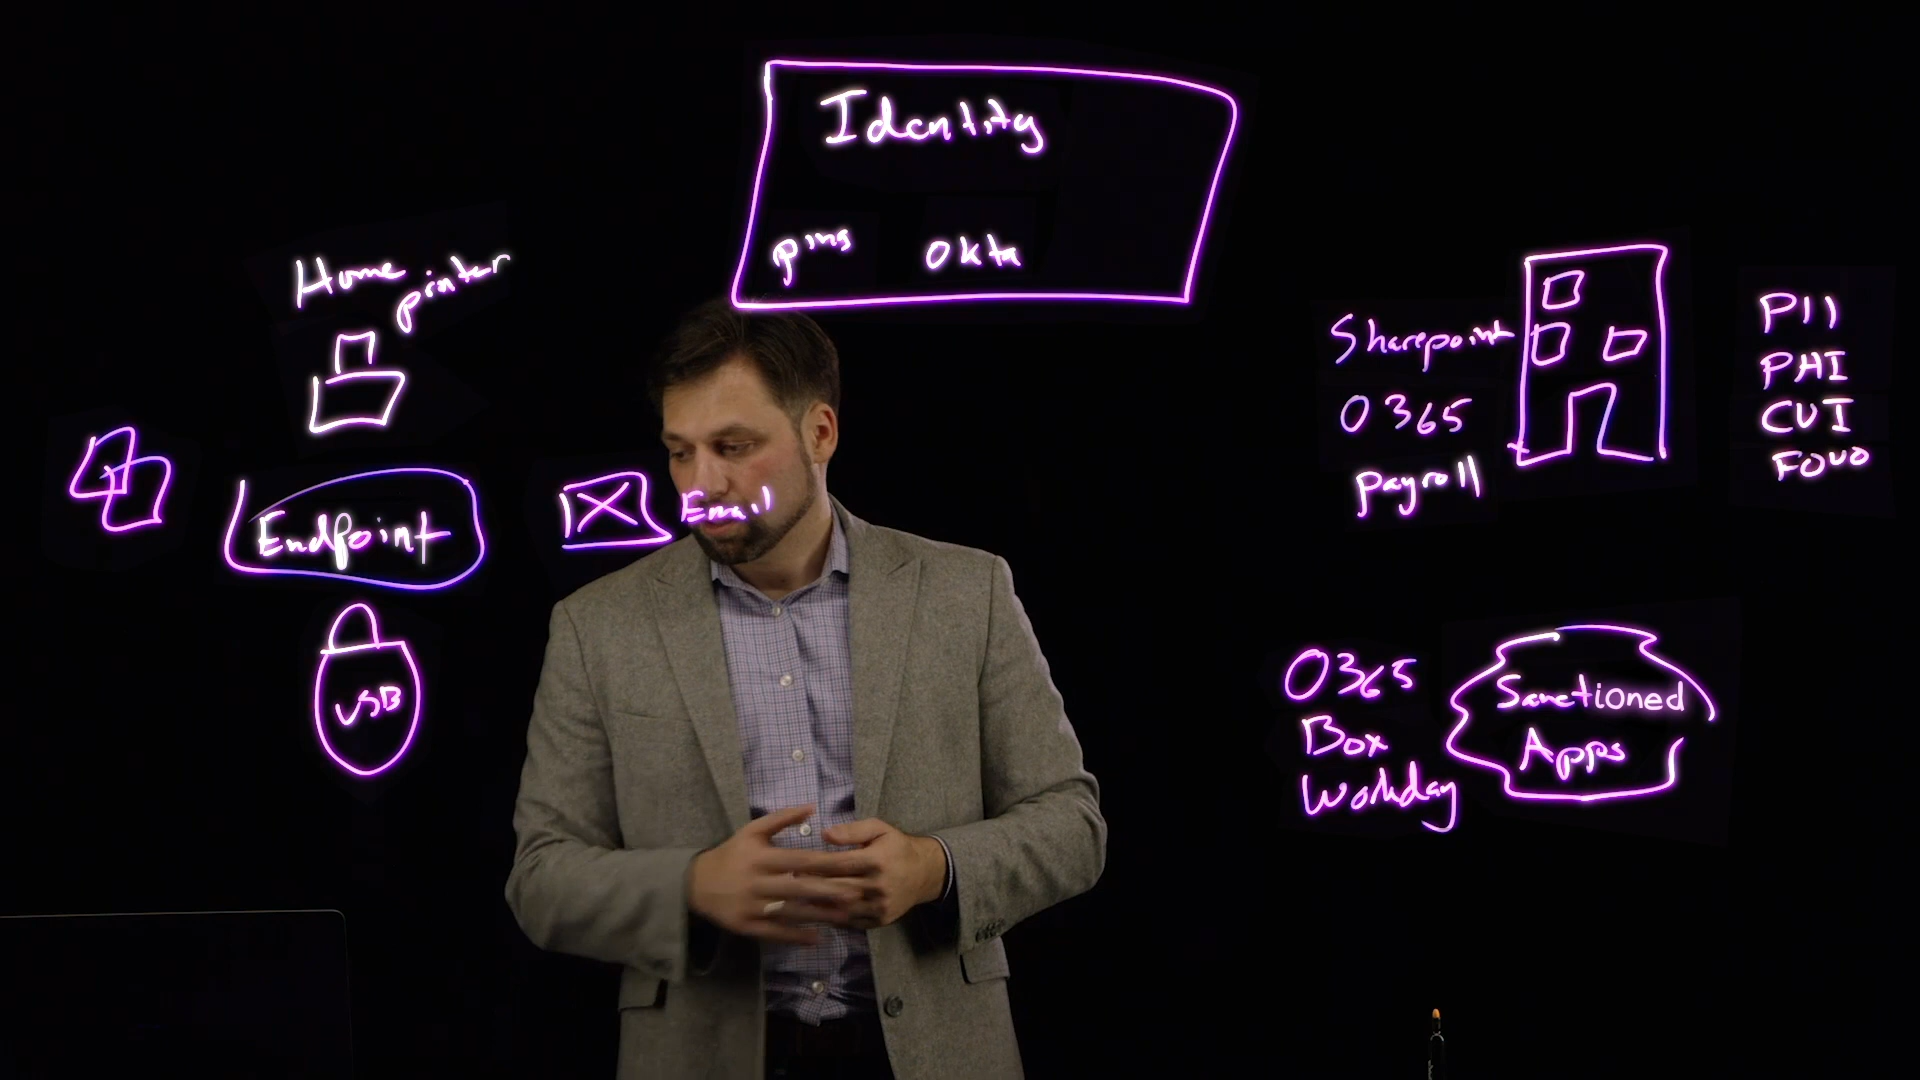 Identity
ping okta
Home
printer
Endpoint
USB
Email
Sharepoint
O365
payroll
PII
PHI
CUI
FOUO
O365
Box
Workday
Sanctioned
Apps